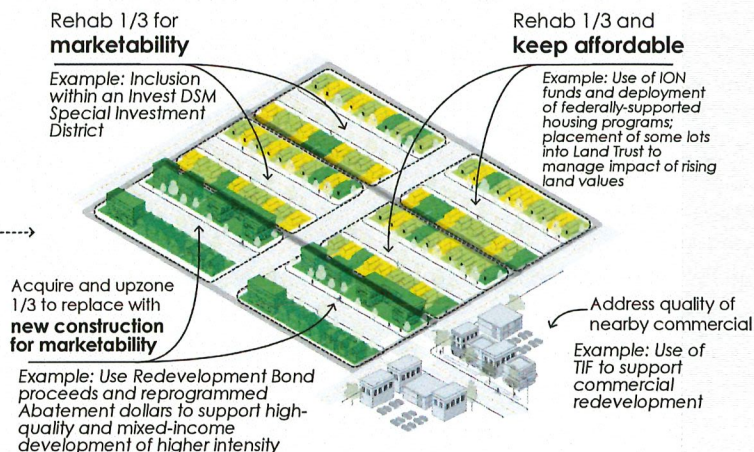 Rehab 1/3 for
marketability
Example: Inclusion
within an Invest DSM
Special Investment
District
Rehab 1/3 and
keep affordable
Example: Use of ION
funds and deployment
of federally-supported
housing programs;
placement of some lots
into Land Trust to
manage impact of rising
land values
Acquire and upzone
1/3 to replace with
new construction
for marketability
Example: Use Redevelopment Bond
proceeds and reprogrammed
Abatement dollars to support high-
quality and mixed-income
development of higher intensity
Address quality of
nearby commercial
Example: Use of
TIF to support
commercial
redevelopment